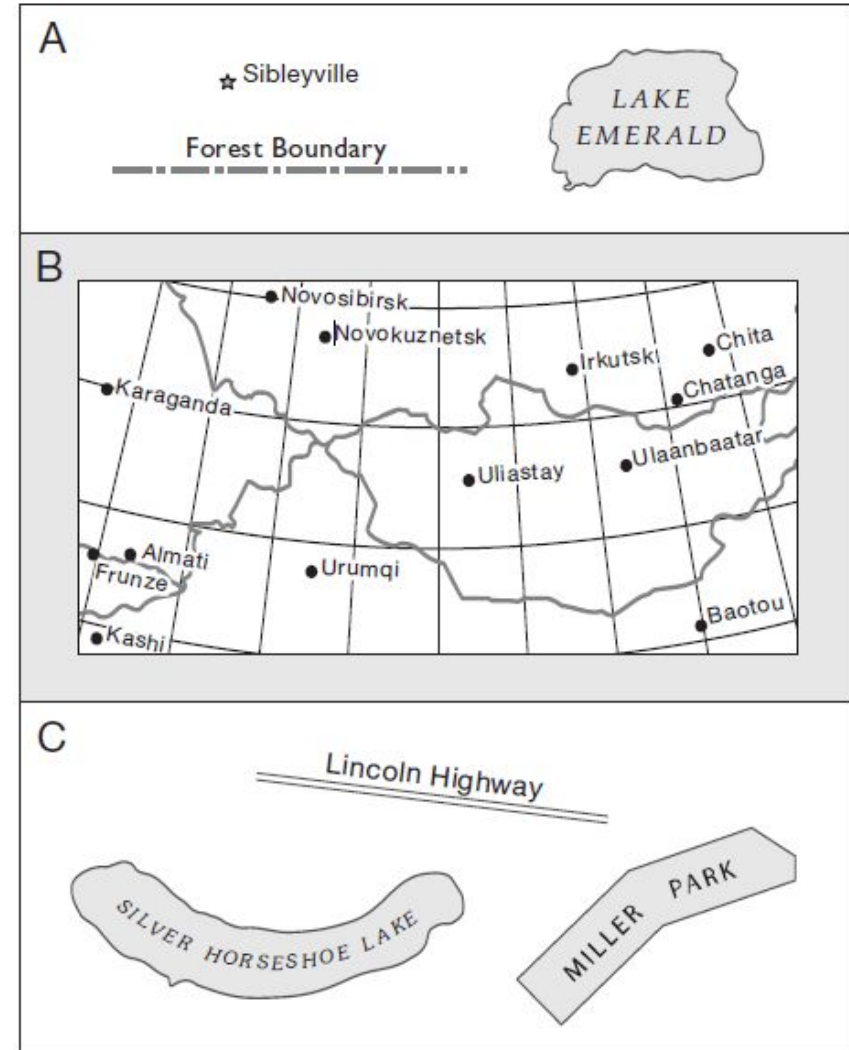 A
Sibleyville
LAKE
EMERALD
Forest Boundary
B
Novosibirsk
Novokuznetsk
Chita
Irkutsk
Chatanga
Karaganda
Ulaanbaatar
Uliastay
Almati
Urumqi
Frunze
Baotou
Kashi
C
Lincoln Highway
SILVER HORSESHOE LAKE
MILLER PARK